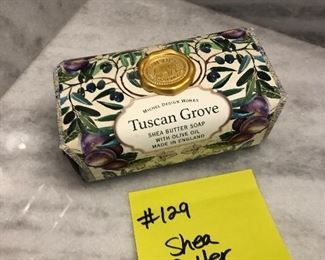 MICHEL DESIGN WORKS
Tuscan Grove
SHEA BUTTER SOAP
WITH OLIVE OIL
MADE IN ENGLAND
#129
Shea